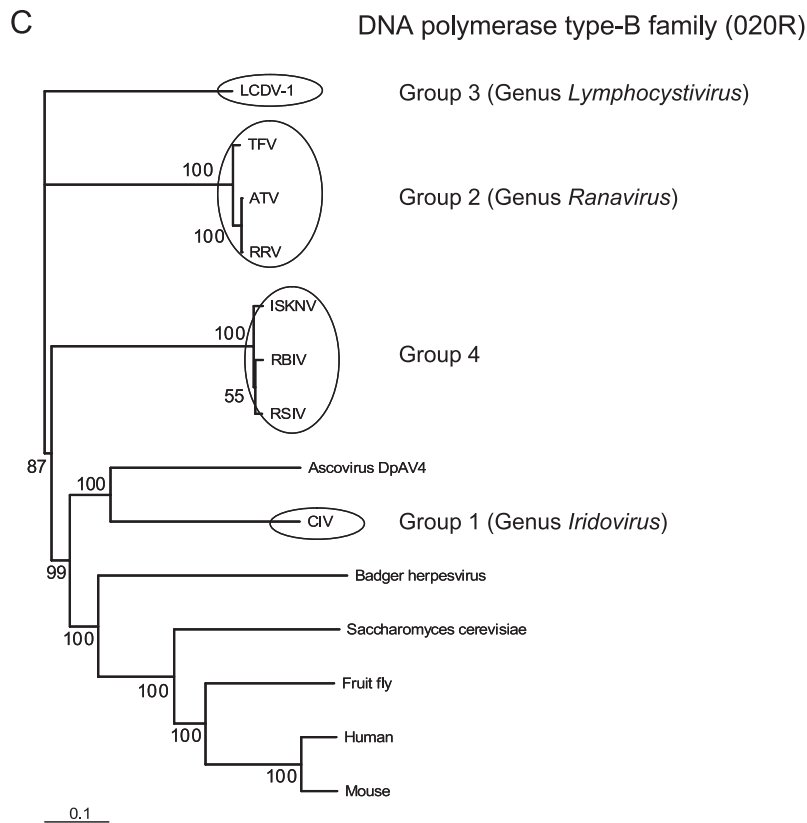 C
DNA polymerase type-B family (020R)
LCDV-1
Group 3 (Genus Lymphocystivirus)
TFV
100
ATV
Group 2 (Genus Ranavirus)
100
RRV
ISKNV
100
RBIV
Group 4
55
RSIV
87
Ascovirus DpAV4
100
CIV
Group 1 (Genus Iridovirus)
99
Badger herpesvirus
100
Saccharomyces cerevisiae
100
Fruit fly
100
Human
100
Mouse
0.1